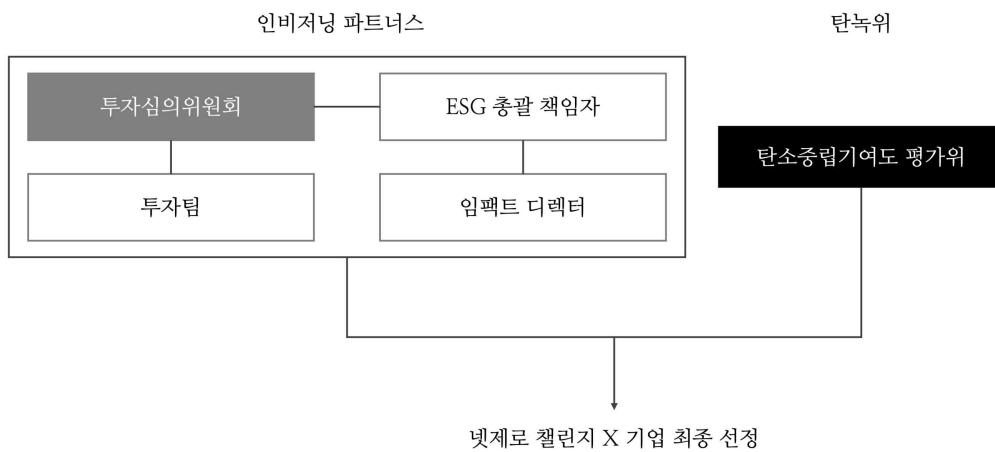 인비저닝 파트너스
탄녹위
투자심의위원회
ESG 총괄 책임자
탄소중립기여도 평가위
투자팀
임팩트 디렉터
넷제로 챌린지 X 기업 최종 선정